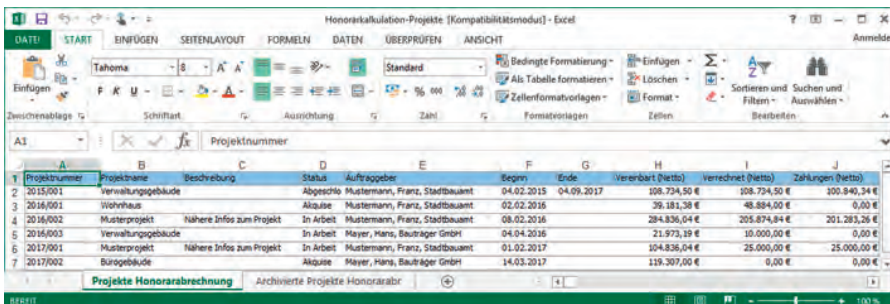 Honorarkalkulation-Projekte [Kompatibilitätsmodus] - Excel
DATEI START EINFÜGEN SEITENLAYOUT FORMELN DATEN ÜBERPRÜFEN ANSICHT Anmelde
Einfügen Tahoma 8 A A Standard Bedingte Formatierung Einfügen Σ
F K U A % 000 Als Tabelle formatieren Löschen Sortieren und Suchen und
Zellenformatvorlagen Format Filtern Auswählen
Zwischenablage Schriftart Ausrichtung Zahl Formatvorlagen Zellen Bearbeiten
A1 fx Projektnummer
A B C D E F G H I J
1 Projektnummer Projektname Beschreibung Status Auftraggeber Beginn Ende Vereinbart (Netto) Verrechnet (Netto) Zahlungen (Netto)
2 2015/001 Verwaltungsgebäude Abgeschlo Mustermann, Franz, Stadtbauamt 04.02.2015 04.09.2017 108.734,50 € 108.734,50 € 100.840,34 €
3 2016/001 Wohnhaus Akquise Mustermann, Franz, Stadtbauamt 02.02.2016 39.181,38 € 48.884,00 € 0,00 €
4 2016/002 Musterprojekt Nähere Infos zum Projekt In Arbeit Mustermann, Franz, Stadtbauamt 08.02.2016 284.836,04 € 205.874,84 € 201.283,26 €
5 2016/003 Verwaltungsgebäude In Arbeit Mayer, Hans, Bauträger GmbH 04.04.2016 21.973,19 € 10.000,00 € 0,00 €
6 2017/001 Musterprojekt Nähere Infos zum Projekt In Arbeit Mustermann, Franz, Stadtbauamt 01.02.2017 104.836,04 € 25.000,00 € 25.000,00 €
7 2017/002 Bürogebäude Akquise Mayer, Hans, Bauträger GmbH 14.03.2017 119.307,00 € 0,00 € 0,00 €
Projekte Honorarabrechnung Archivierte Projekte Honorarabr
BEREIT 100 %